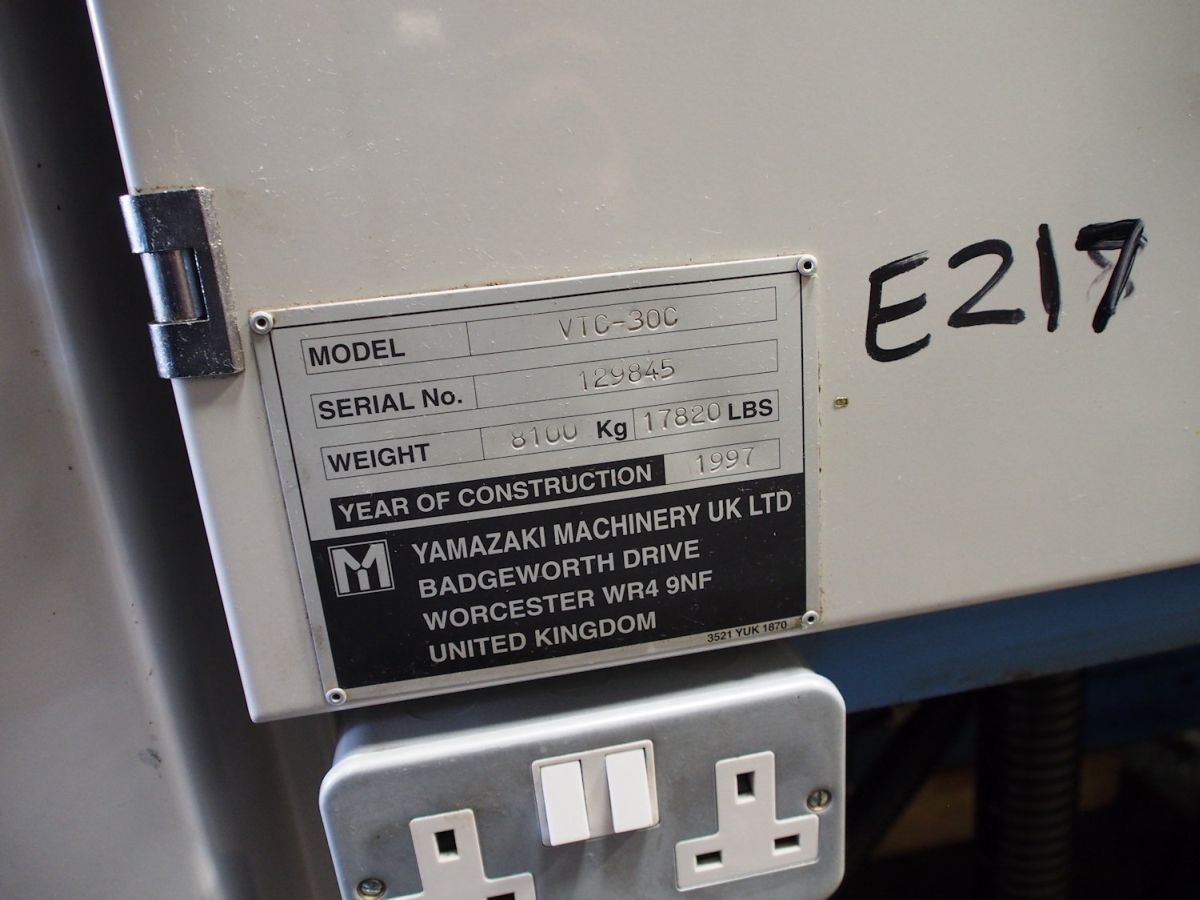 MODEL VTC-30C
SERIAL No. 129845
WEIGHT 8100 Kg 17820 LBS
YEAR OF CONSTRUCTION 1997
YAMAZAKI MACHINERY UK LTD
BADGEWORTH DRIVE
WORCESTER WR4 9NF
UNITED KINGDOM
3521 YUK 1870
E217